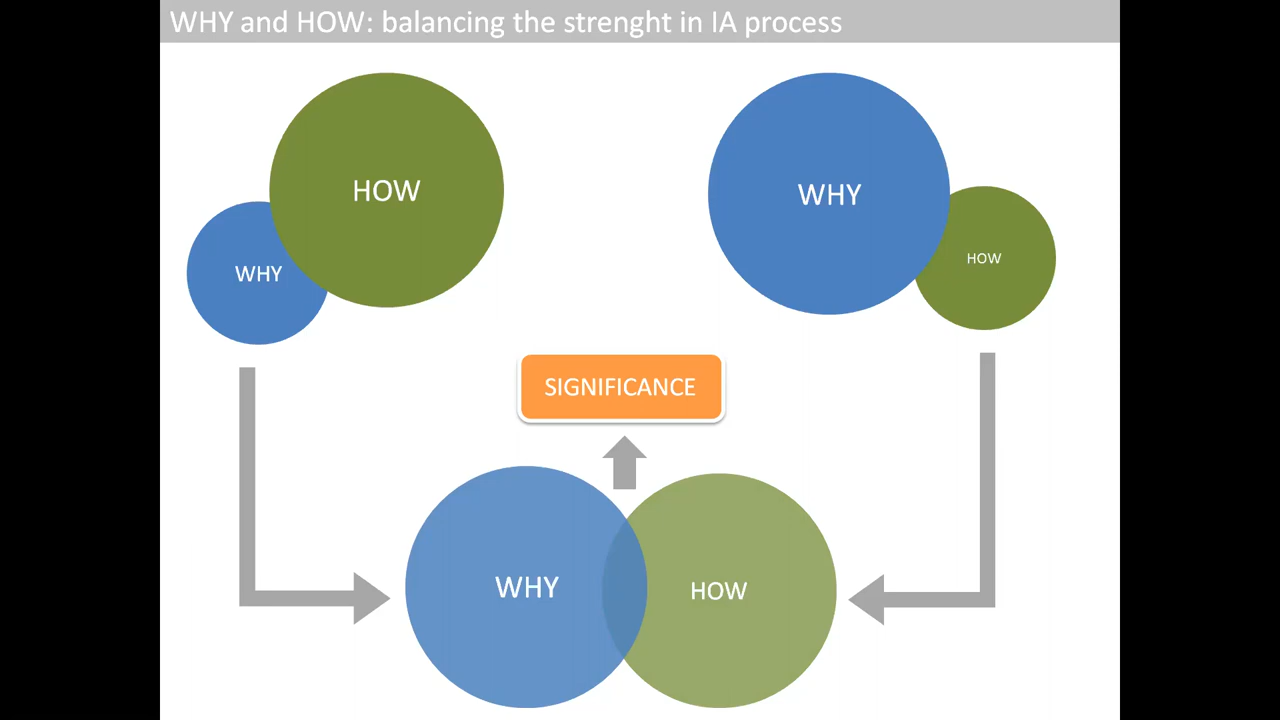 WHY and HOW: balancing the strenght in IA process
HOW
WHY
WHY
HOW
SIGNIFICANCE
WHY
HOW